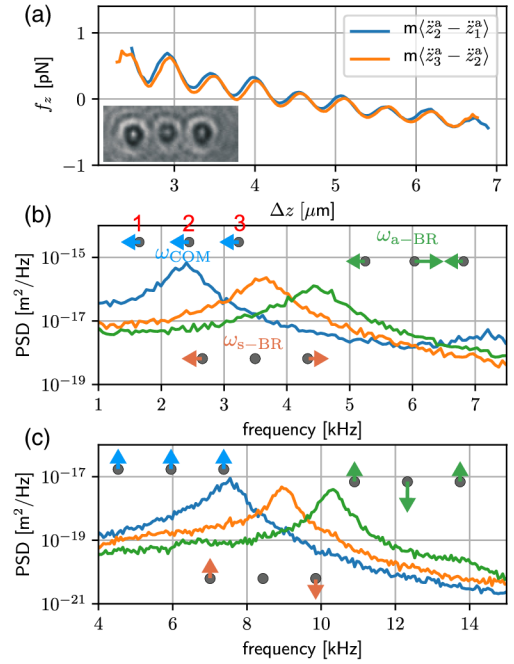 (a)
1
m⟨z̈₂ᵃ − z̈₁ᵃ⟩
m⟨z̈₃ᵃ − z̈₂ᵃ⟩
0
−1
f_z [pN]
3 4 5 6 7
Δz [μm]
(b)
1 2 3
ω_COM
ω_a−BR
ω_s−BR
10⁻¹⁵
10⁻¹⁷
10⁻¹⁹
PSD [m²/Hz]
1 2 3 4 5 6 7
frequency [kHz]
(c)
10⁻¹⁷
10⁻¹⁹
10⁻²¹
PSD [m²/Hz]
4 6 8 10 12 14
frequency [kHz]